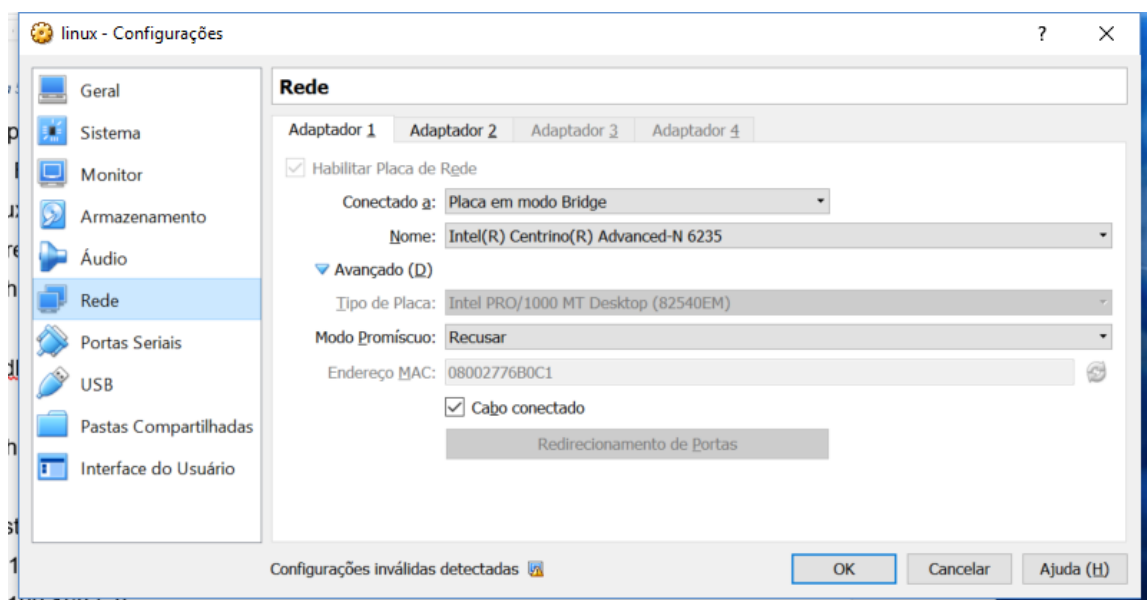 linux - Configurações
?
Geral
Sistema
Monitor
Armazenamento
Áudio
Rede
Portas Seriais
USB
Pastas Compartilhadas
Interface do Usuário
Rede
Adaptador 1 Adaptador 2 Adaptador 3 Adaptador 4
Habilitar Placa de Rede
Conectado a: Placa em modo Bridge
Nome: Intel(R) Centrino(R) Advanced-N 6235
Avançado (D)
Tipo de Placa: Intel PRO/1000 MT Desktop (82540EM)
Modo Promíscuo: Recusar
Endereço MAC: 08002776B0C1
Cabo conectado
Redirecionamento de Portas
Configurações inválidas detectadas
OK Cancelar Ajuda (H)